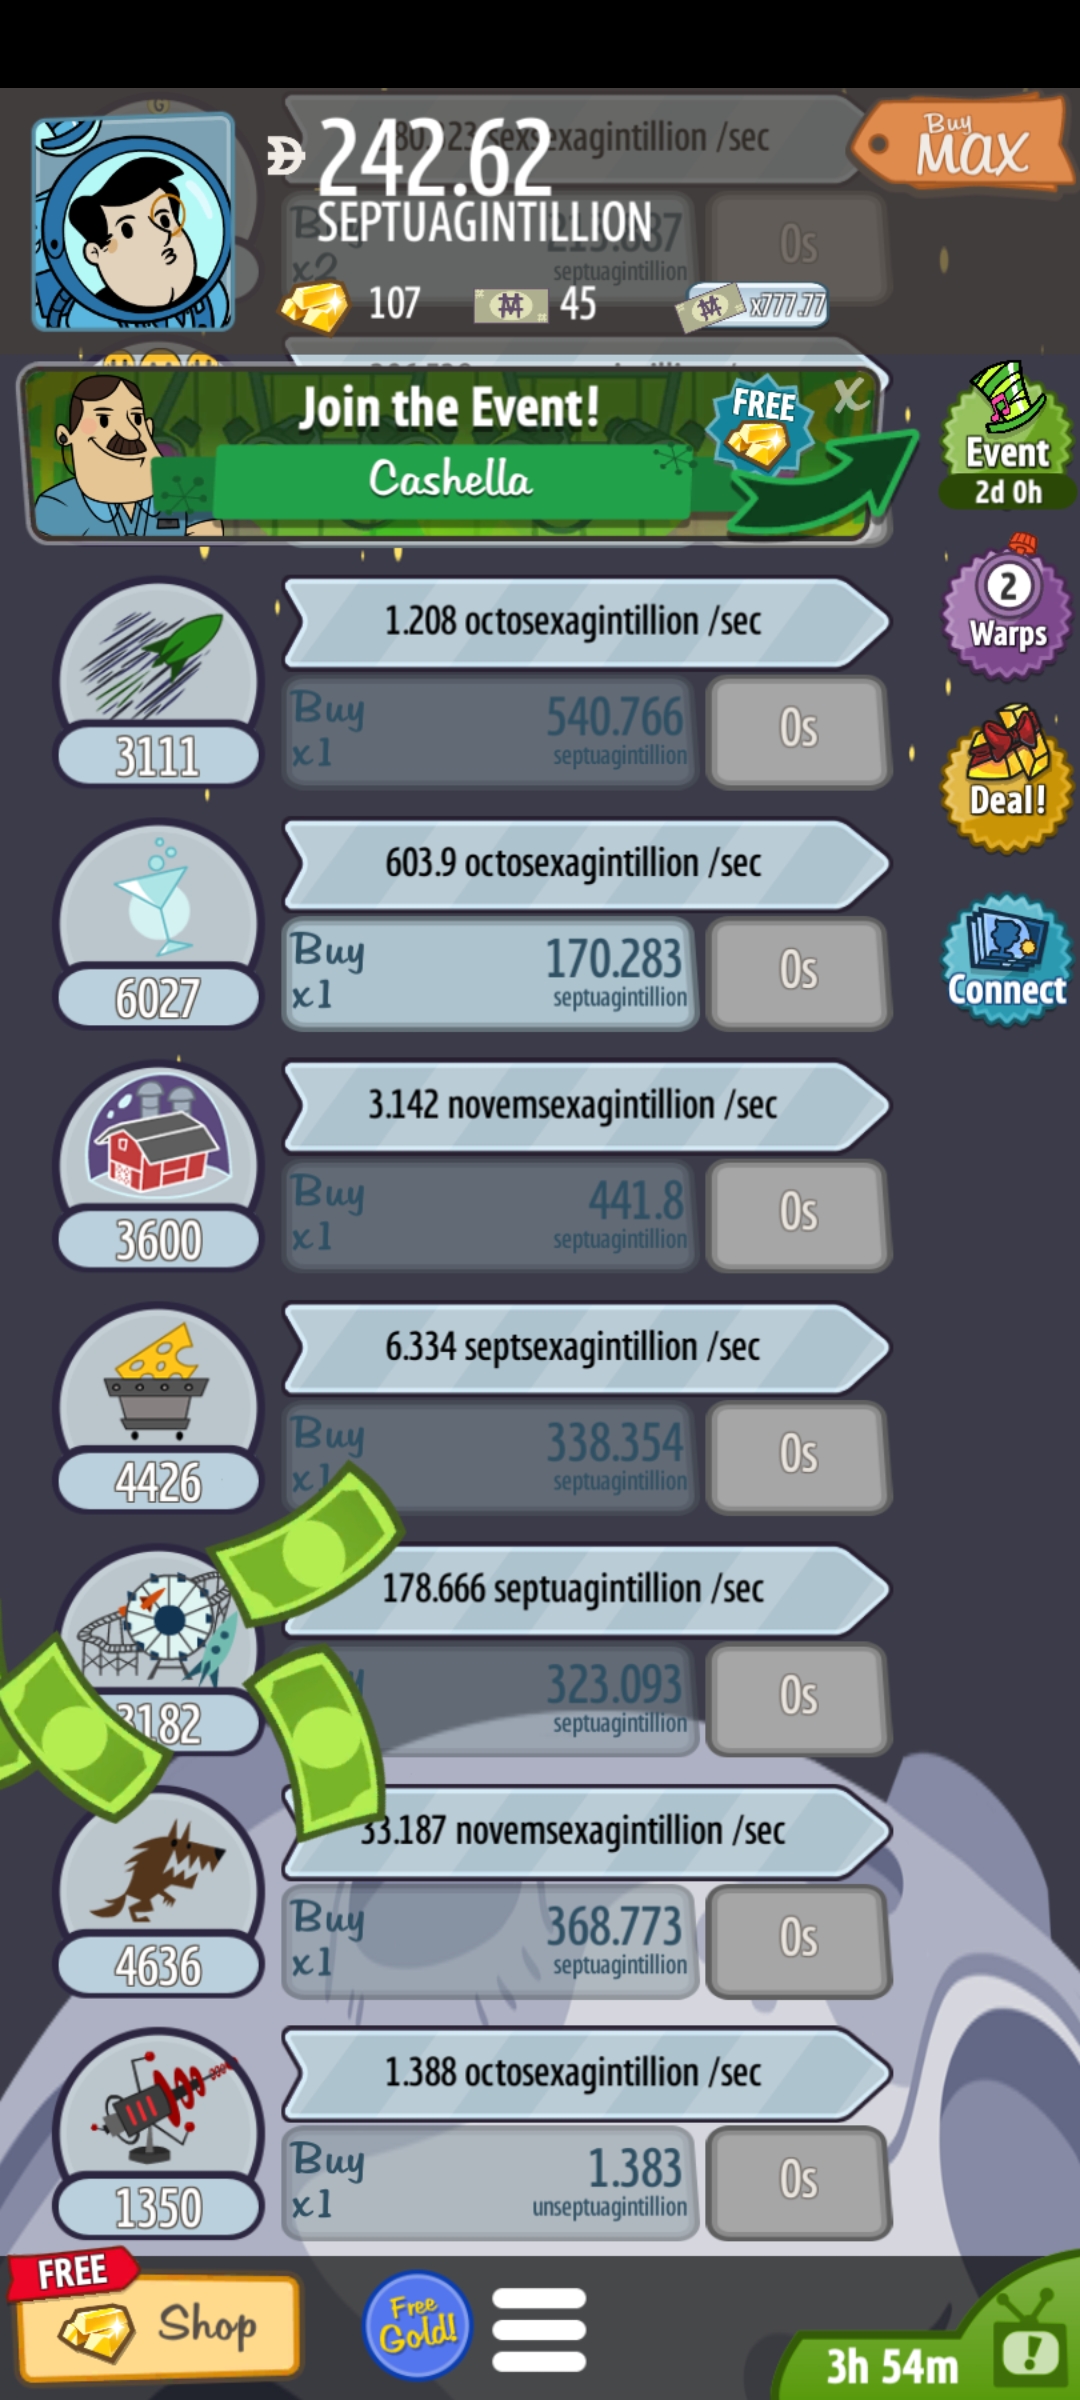 242.62
SEPTUAGINTILLION
sexsexagintillion /sec
Buy
MAX
Buy
x2
septuagintillion
0s
107
45
x777.77
Join the Event!
Cashella
FREE
X
Event
2d 0h
2
Warps
Deal!
Connect
1.208 octosexagintillion /sec
Buy
x1
540.766
septuagintillion
0s
3111
603.9 octosexagintillion /sec
Buy
x1
170.283
septuagintillion
0s
6027
3.142 novemsexagintillion /sec
Buy
x1
441.8
septuagintillion
0s
3600
6.334 septsexagintillion /sec
Buy
x1
338.354
septuagintillion
0s
4426
178.666 septuagintillion /sec
323.093
septuagintillion
0s
3182
33.187 novemsexagintillion /sec
Buy
x1
368.773
septuagintillion
0s
4636
1.388 octosexagintillion /sec
Buy
x1
1.383
unseptuagintillion
0s
1350
FREE
Shop
Free
Gold!
3h 54m